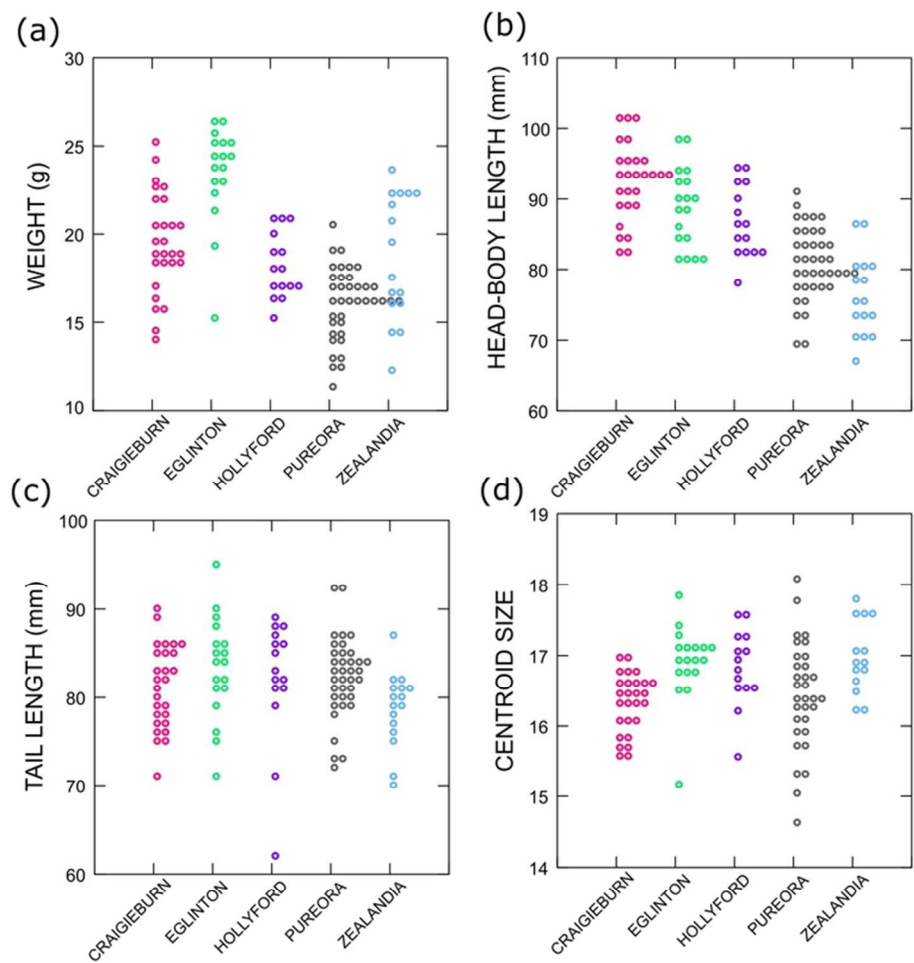 (a)
WEIGHT (g)
30
25
20
15
10
CRAIGIEBURN
EGLINTON
HOLLYFORD
PUREORA
ZEALANDIA
(b)
HEAD-BODY LENGTH (mm)
110
100
90
80
70
60
CRAIGIEBURN
EGLINTON
HOLLYFORD
PUREORA
ZEALANDIA
(c)
TAIL LENGTH (mm)
100
90
80
70
60
CRAIGIEBURN
EGLINTON
HOLLYFORD
PUREORA
ZEALANDIA
(d)
CENTROID SIZE
19
18
17
16
15
14
CRAIGIEBURN
EGLINTON
HOLLYFORD
PUREORA
ZEALANDIA